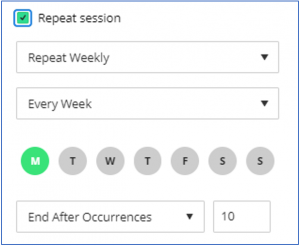 Repeat session
Repeat Weekly
Every Week
M T W T F S S
End After Occurrences 10